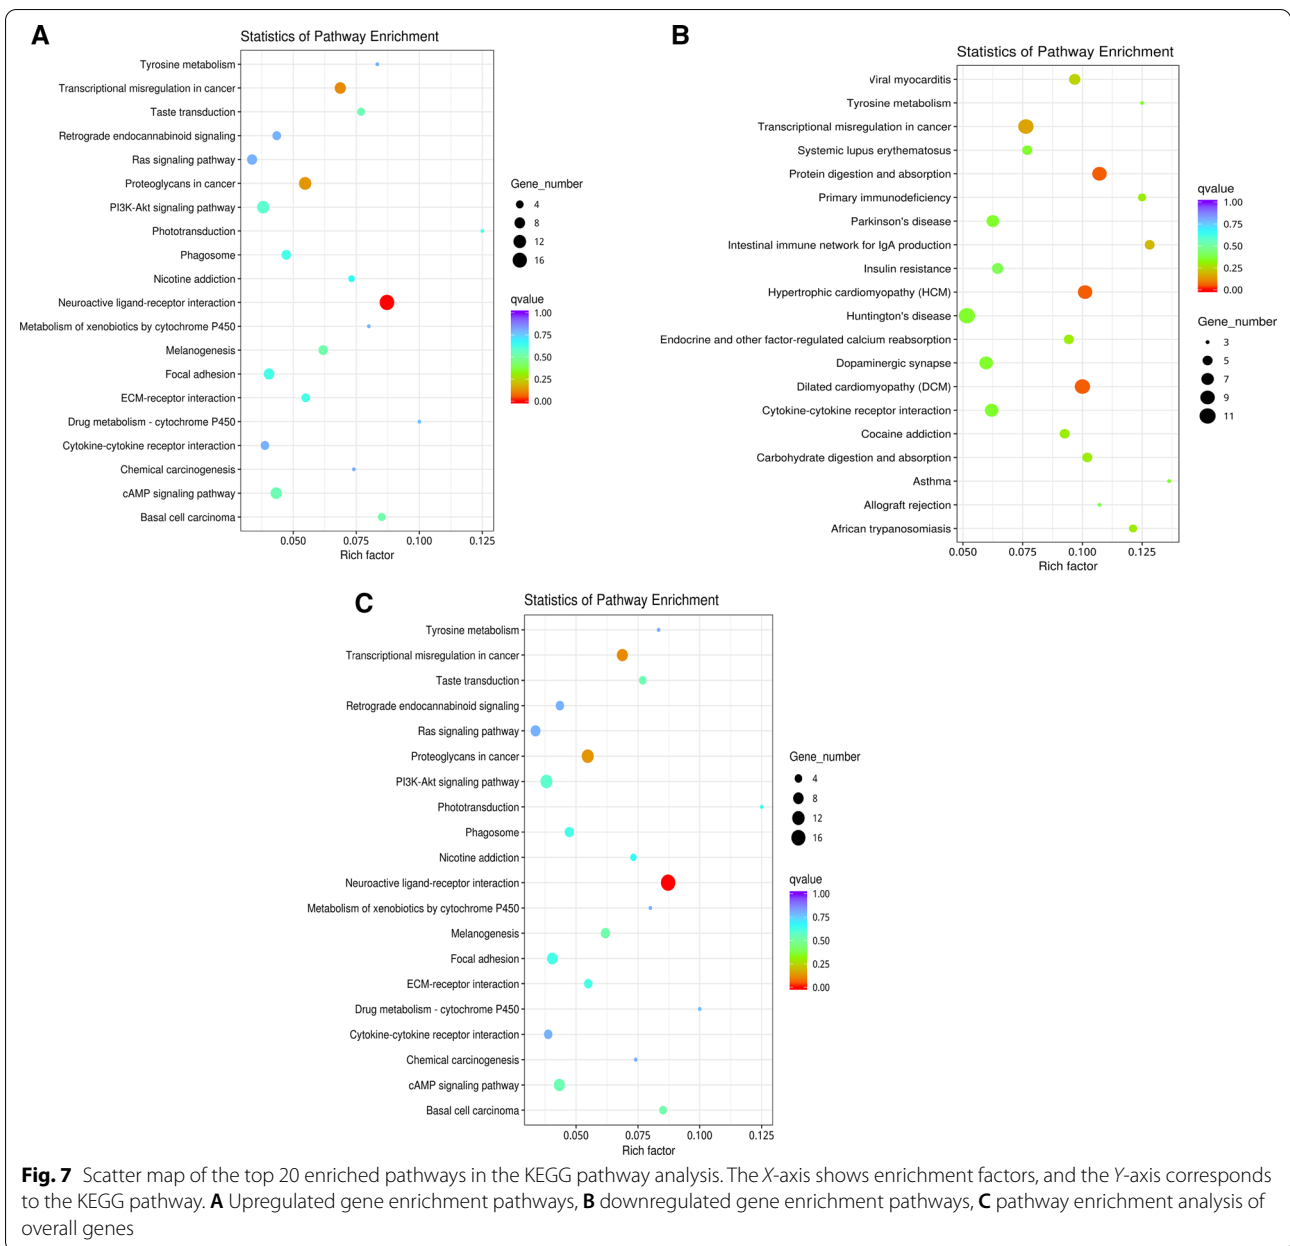 A
Statistics of Pathway Enrichment
Tyrosine metabolism
Transcriptional misregulation in cancer
Taste transduction
Retrograde endocannabinoid signaling
Ras signaling pathway
Proteoglycans in cancer
PI3K-Akt signaling pathway
Phototransduction
Phagosome
Nicotine addiction
Neuroactive ligand-receptor interaction
Metabolism of xenobiotics by cytochrome P450
Melanogenesis
Focal adhesion
ECM-receptor interaction
Drug metabolism - cytochrome P450
Cytokine-cytokine receptor interaction
Chemical carcinogenesis
cAMP signaling pathway
Basal cell carcinoma
0.050 0.075 0.100 0.125
Rich factor
Gene_number
4
8
12
16
qvalue
1.00
0.75
0.50
0.25
0.00
B
Statistics of Pathway Enrichment
Viral myocarditis
Tyrosine metabolism
Transcriptional misregulation in cancer
Systemic lupus erythematosus
Protein digestion and absorption
Primary immunodeficiency
Parkinson's disease
Intestinal immune network for IgA production
Insulin resistance
Hypertrophic cardiomyopathy (HCM)
Huntington's disease
Endocrine and other factor-regulated calcium reabsorption
Dopaminergic synapse
Dilated cardiomyopathy (DCM)
Cytokine-cytokine receptor interaction
Cocaine addiction
Carbohydrate digestion and absorption
Asthma
Allograft rejection
African trypanosomiasis
0.050 0.075 0.100 0.125
Rich factor
qvalue
1.00
0.75
0.50
0.25
0.00
Gene_number
3
5
7
9
11
C
Statistics of Pathway Enrichment
Tyrosine metabolism
Transcriptional misregulation in cancer
Taste transduction
Retrograde endocannabinoid signaling
Ras signaling pathway
Proteoglycans in cancer
PI3K-Akt signaling pathway
Phototransduction
Phagosome
Nicotine addiction
Neuroactive ligand-receptor interaction
Metabolism of xenobiotics by cytochrome P450
Melanogenesis
Focal adhesion
ECM-receptor interaction
Drug metabolism - cytochrome P450
Cytokine-cytokine receptor interaction
Chemical carcinogenesis
cAMP signaling pathway
Basal cell carcinoma
0.050 0.075 0.100 0.125
Rich factor
Gene_number
4
8
12
16
qvalue
1.00
0.75
0.50
0.25
0.00
Fig. 7 Scatter map of the top 20 enriched pathways in the KEGG pathway analysis. The X-axis shows enrichment factors, and the Y-axis corresponds
to the KEGG pathway. A Upregulated gene enrichment pathways, B downregulated gene enrichment pathways, C pathway enrichment analysis of
overall genes